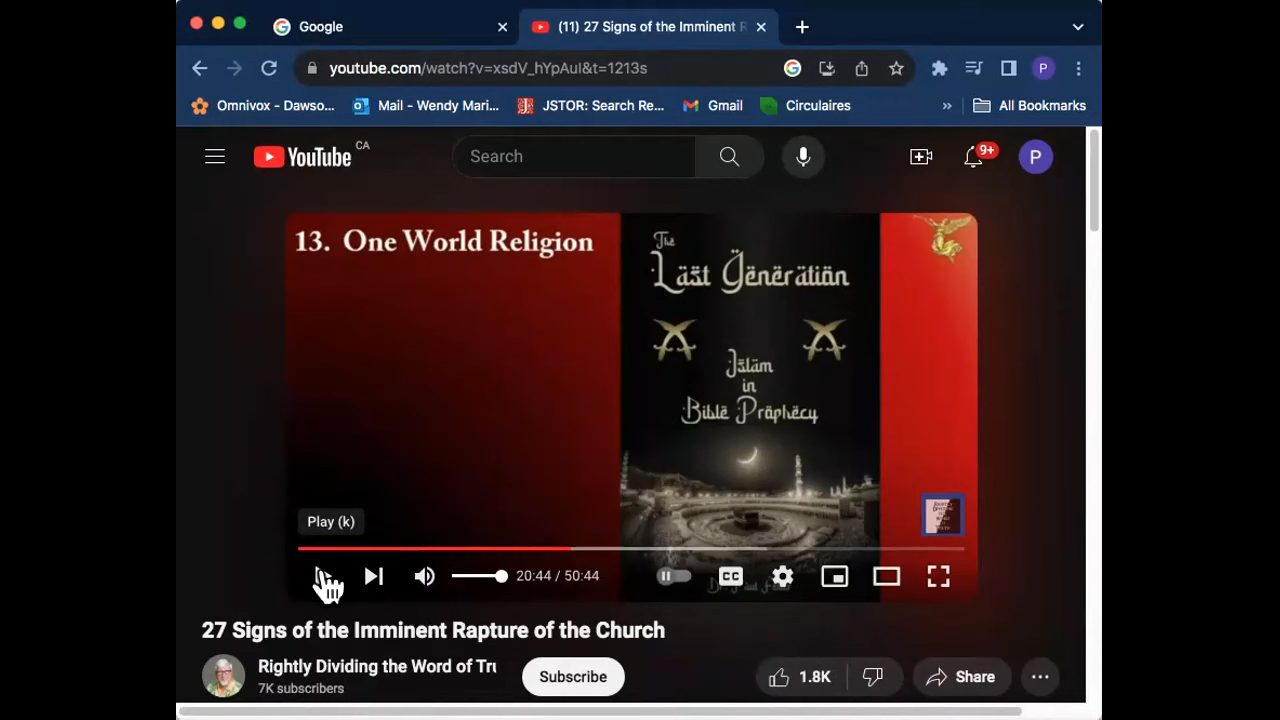 Google
(11) 27 Signs of the Imminent R
youtube.com/watch?v=xsdV_hYpAuI&t=1213s
P
Omnivox - Dawso...
Mail - Wendy Mari...
JSTOR: Search Re...
Gmail
Circulaires
» All Bookmarks
YouTube CA
Search
9+
P
13. One World Religion
The
Last Generation
Islam
in
Bible Prophecy
Play (k)
20:44 / 50:44
CC
27 Signs of the Imminent Rapture of the Church
Rightly Dividing the Word of Tru
7K subscribers
Subscribe
1.8K
Share